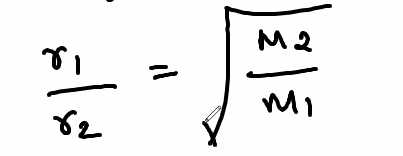 r1/r2 = √(M2/M1)